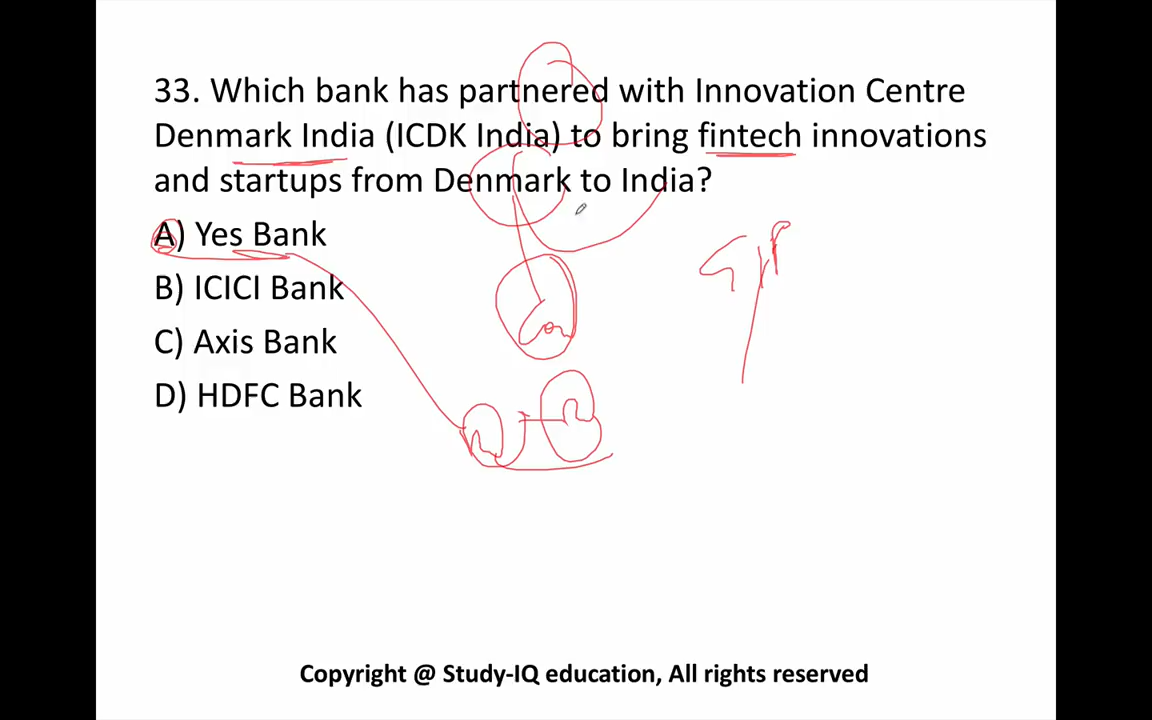 33. Which bank has partnered with Innovation Centre
Denmark India (ICDK India) to bring fintech innovations
and startups from Denmark to India?
A) Yes Bank
B) ICICI Bank
C) Axis Bank
D) HDFC Bank
Copyright @ Study-IQ education, All rights reserved